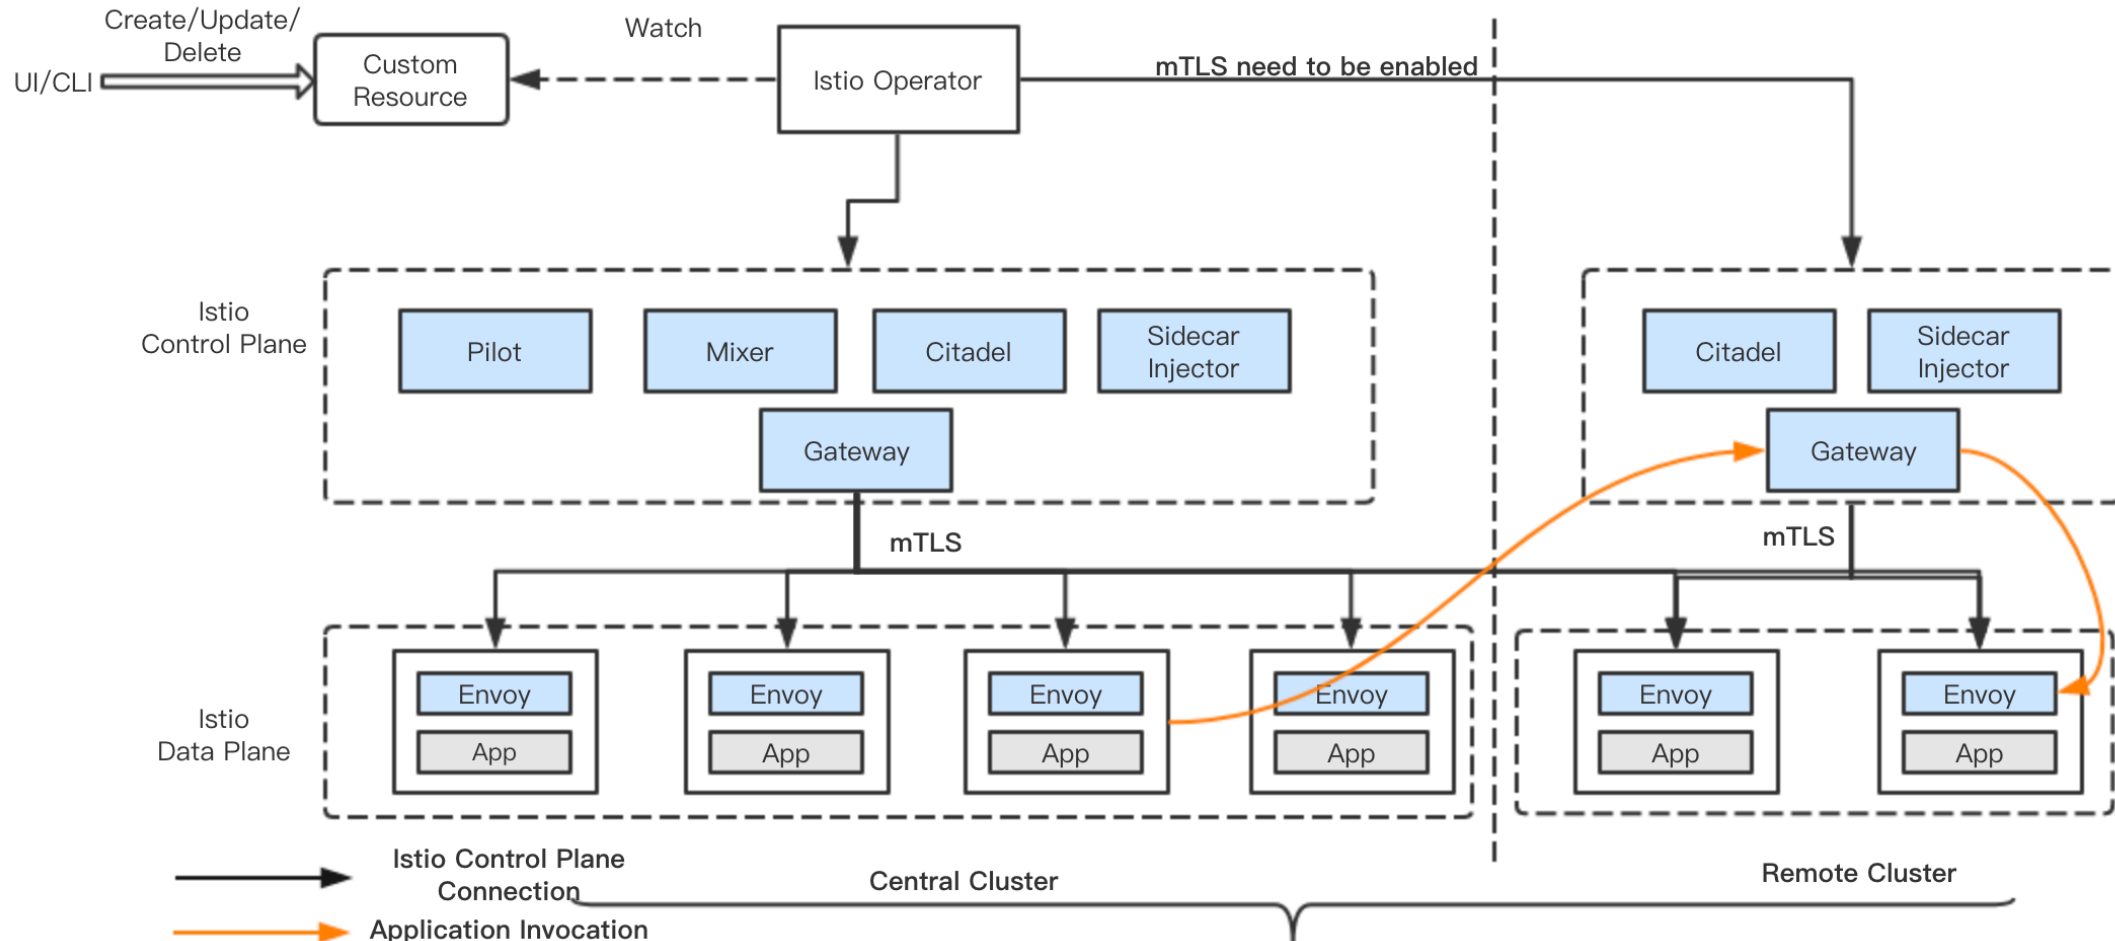 Create/Update/
Delete
UI/CLI
Custom
Resource
Watch
Istio Operator
mTLS need to be enabled
Istio
Control Plane
Pilot
Mixer
Citadel
Sidecar
Injector
Gateway
Citadel
Sidecar
Injector
Gateway
mTLS
mTLS
Istio
Data Plane
Envoy
App
Envoy
App
Envoy
App
Envoy
App
Envoy
App
Envoy
App
Istio Control Plane
Connection
Application Invocation
Central Cluster
Remote Cluster